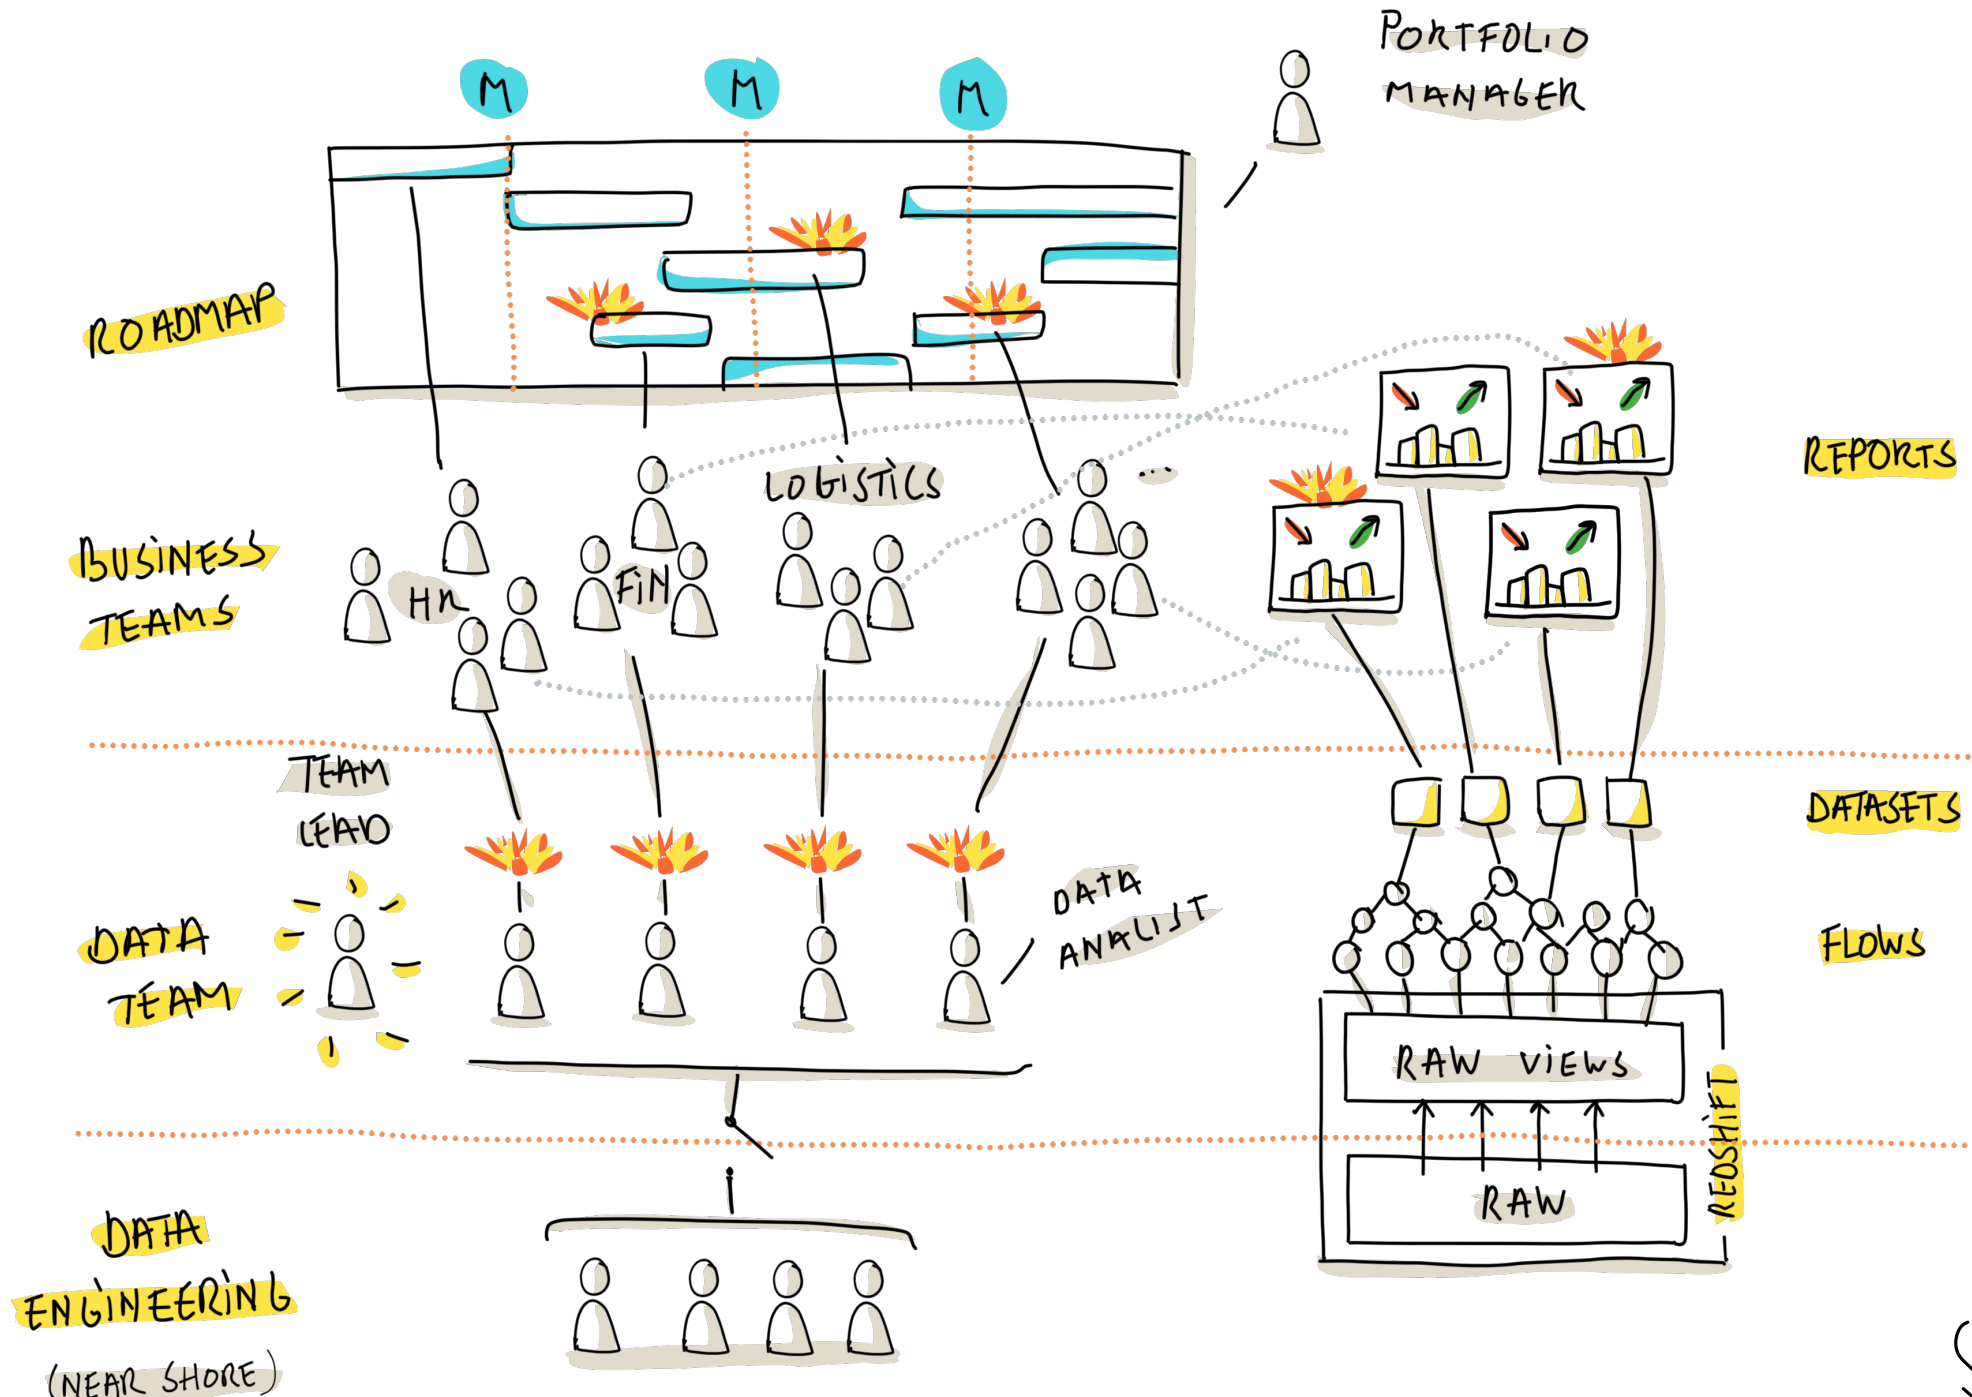 PORTFOLIO
MANAGER
M
M
M
ROADMAP
REPORTS
BUSINESS
TEAMS
HR
FIN
LOGISTICS
...
TEAM
LEAD
DATASETS
DATA
TEAM
DATA
ANALIST
FLOWS
RAW VIEWS
REDSHIFT
RAW
DATA
ENGINEERING
(NEAR SHORE)